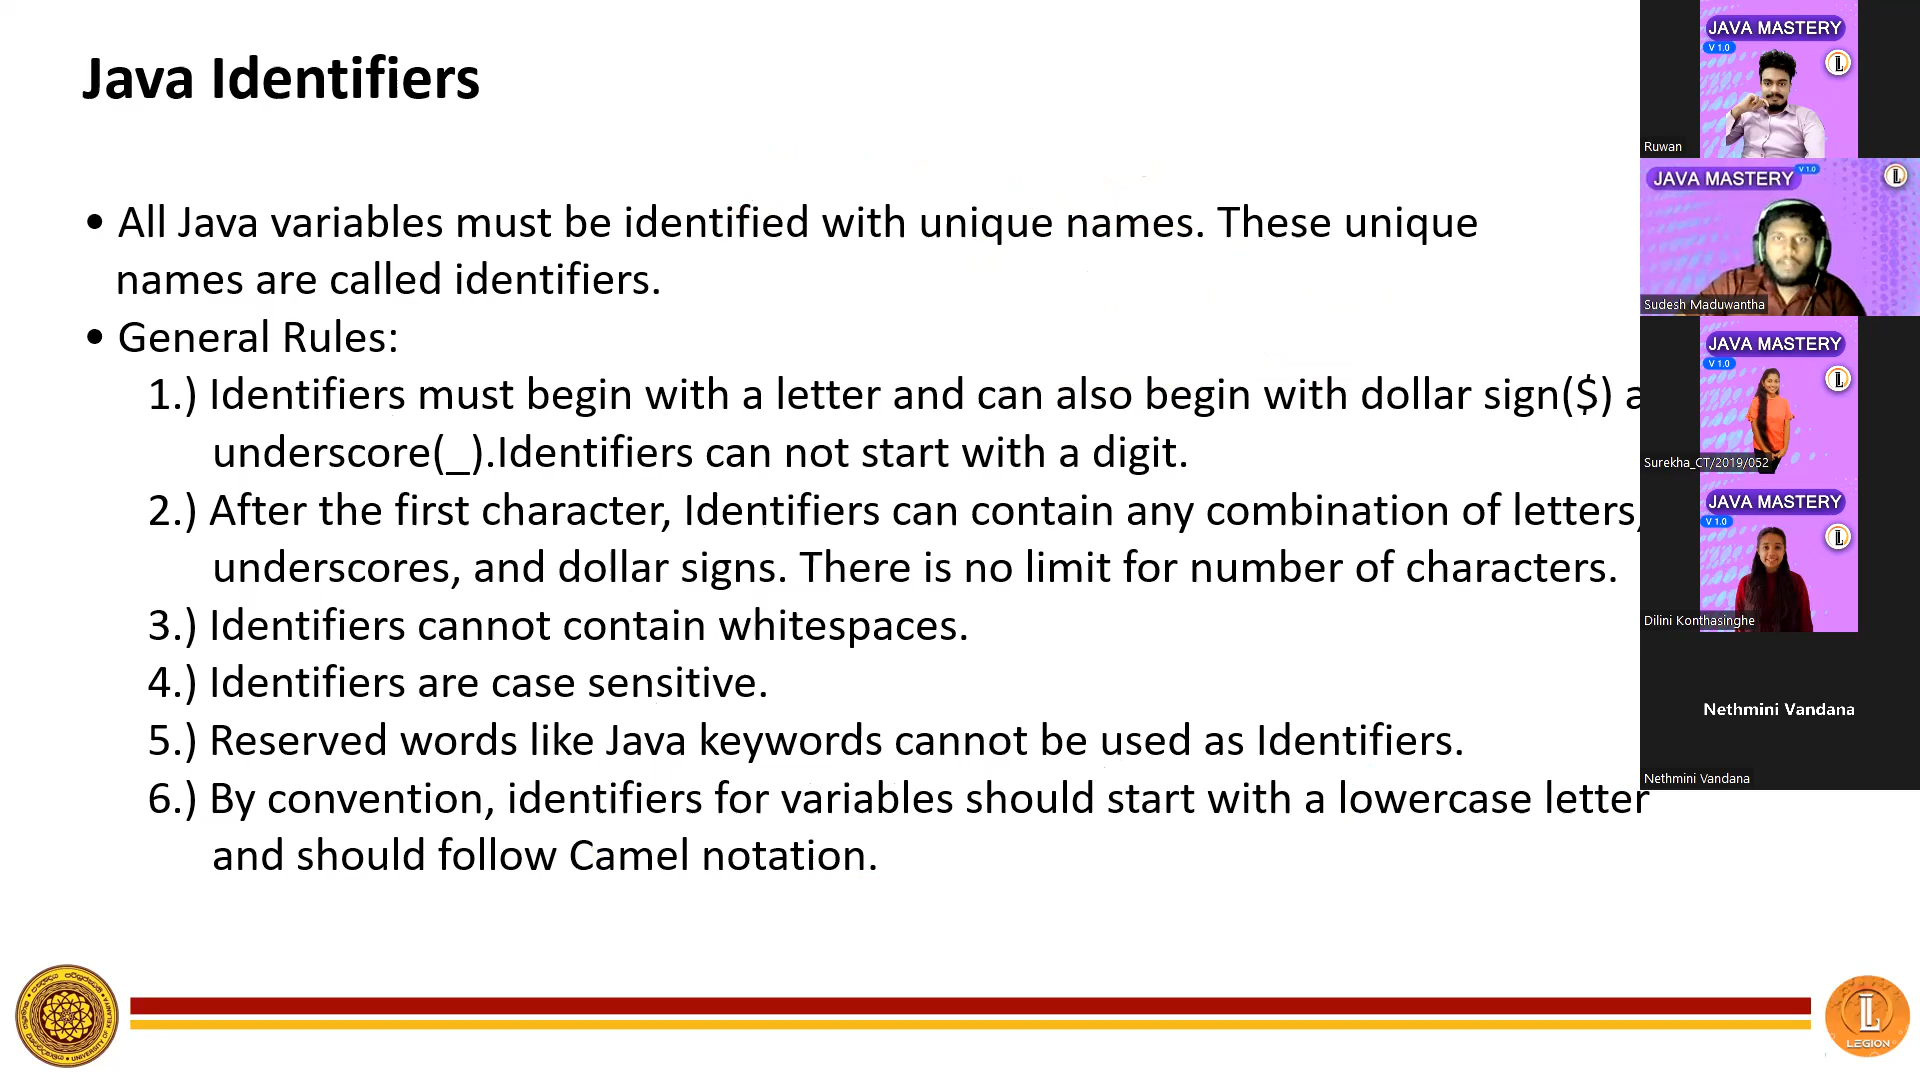 Java Identifiers
• All Java variables must be identified with unique names. These unique
names are called identifiers.
• General Rules:
1.) Identifiers must begin with a letter and can also begin with dollar sign($)
underscore(_).Identifiers can not start with a digit.
2.) After the first character, Identifiers can contain any combination of letters,
underscores, and dollar signs. There is no limit for number of characters.
3.) Identifiers cannot contain whitespaces.
4.) Identifiers are case sensitive.
5.) Reserved words like Java keywords cannot be used as Identifiers.
6.) By convention, identifiers for variables should start with a lowercase letter
and should follow Camel notation.
JAVA MASTERY
V 1.0
L
Ruwan
JAVA MASTERY
V 1.0
L
Sudesh Maduwantha
JAVA MASTERY
V 1.0
L
Surekha_CT/2019/052
JAVA MASTERY
V 1.0
L
Dilini Konthasinghe
Nethmini Vandana
Nethmini Vandana
L
LEGION